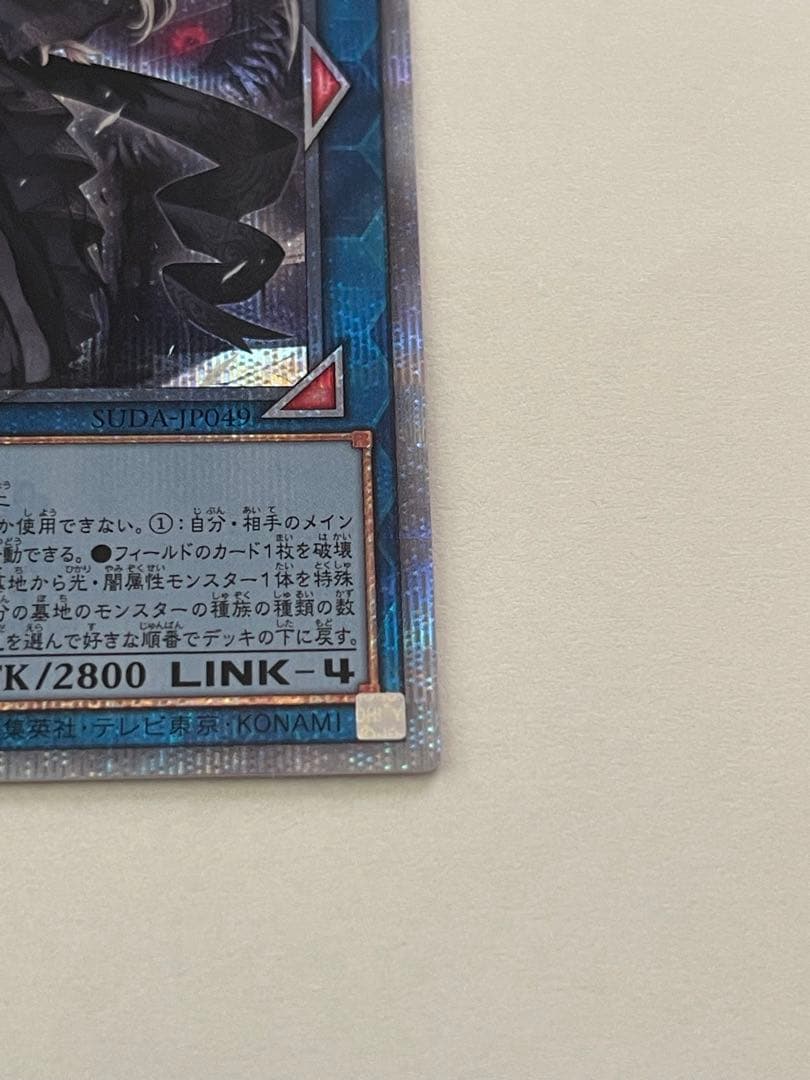 SUDA-JP049
か使用できない。①:自分・相手のメイン
動できる。●フィールドのカード1枚を破壊
墓地から光・闇属性モンスター1体を特殊
分の墓地のモンスターの種族の種類の数
を選んで好きな順番でデッキの下に戻す。
TK/2800 LINK-4
集英社・テレビ東京・KONAMI